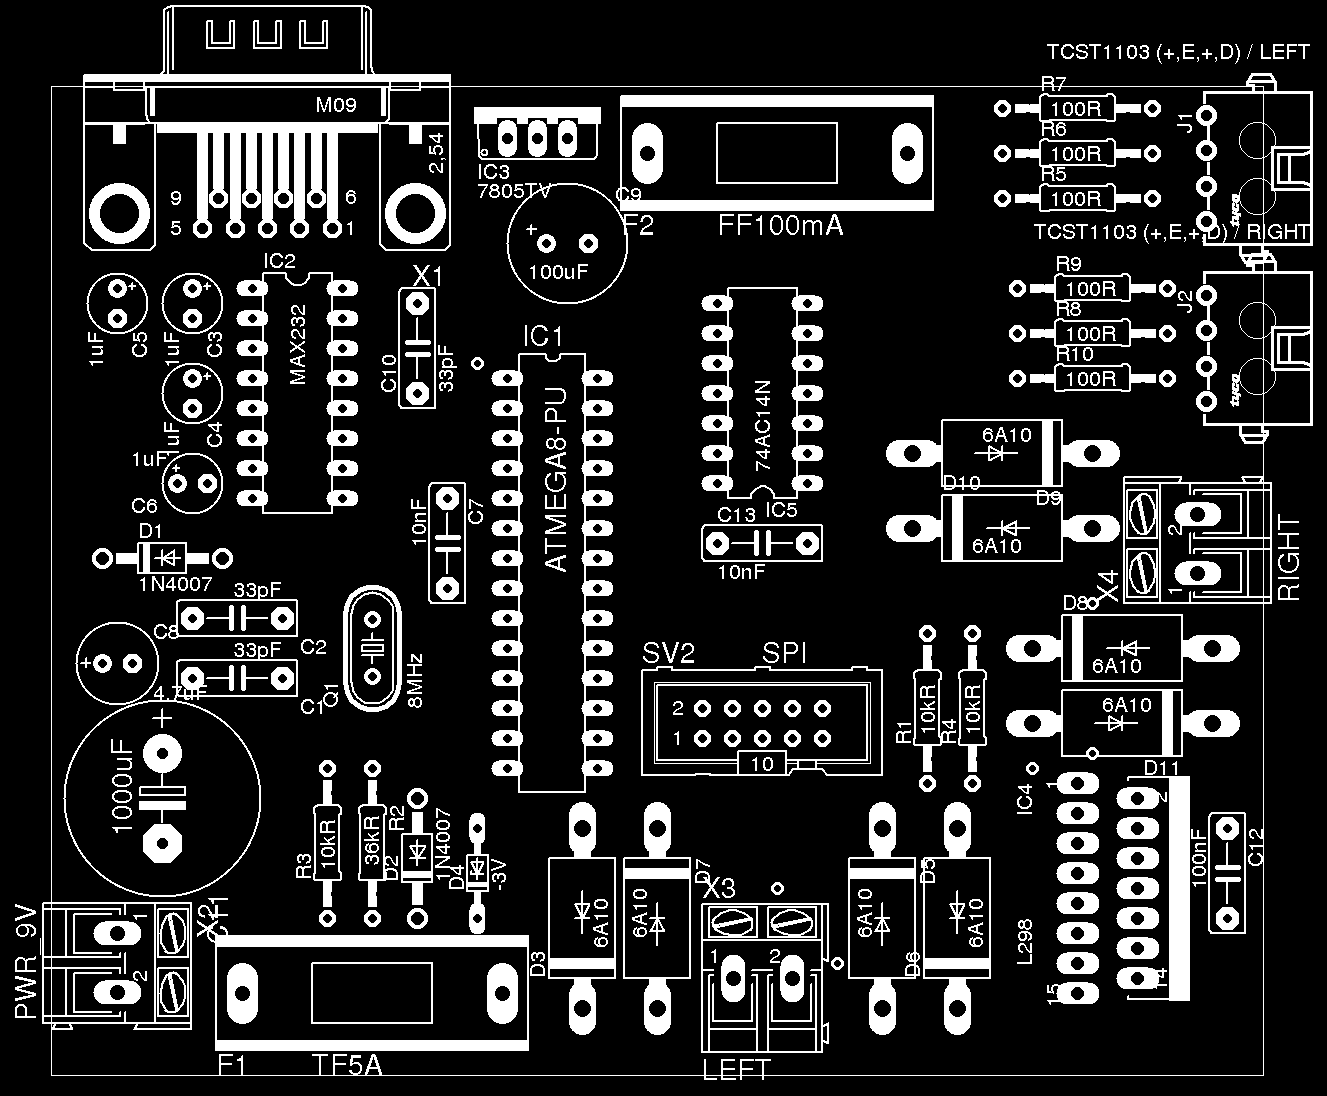 TCST1103 (+,E,+,D) / LEFT
M09
2,54
9
6
5
1
IC3
7805TV
C9
+
100uF
F2
FF100mA
R7
100R
R6
100R
R5
100R
J1
tyco
TCST1103 (+,E,+,D) / RIGHT
R9
100R
R8
100R
R10
100R
J2
tyco
IC2
MAX232
X1
C10
33pF
+
1uF
C5
+
1uF
C3
+
1uF
C4
1uF
+
C6
IC1
ATMEGA8-PU
74AC14N
IC5
C13
10nF
10nF
C7
6A10
D10
D9
6A10
2
1
X4
RIGHT
D1
1N4007
33pF
C8
C2
33pF
+
4.7uF
C1
Q1
8MHz
SV2
SPI
2
1
10
R1
10kR
R4
10kR
D8
6A10
6A10
D11
+
1000uF
R3
10kR
36kR
R2
D2
1N4007
D4
-3V
D3
6A10
6A10
D7
X3
1
2
LEFT
6A10
D6
D5
6A10
IC4
L298
1
2
14
15
100nF
C12
PWR_9V
1
2
X2
C11
F1
TF5A